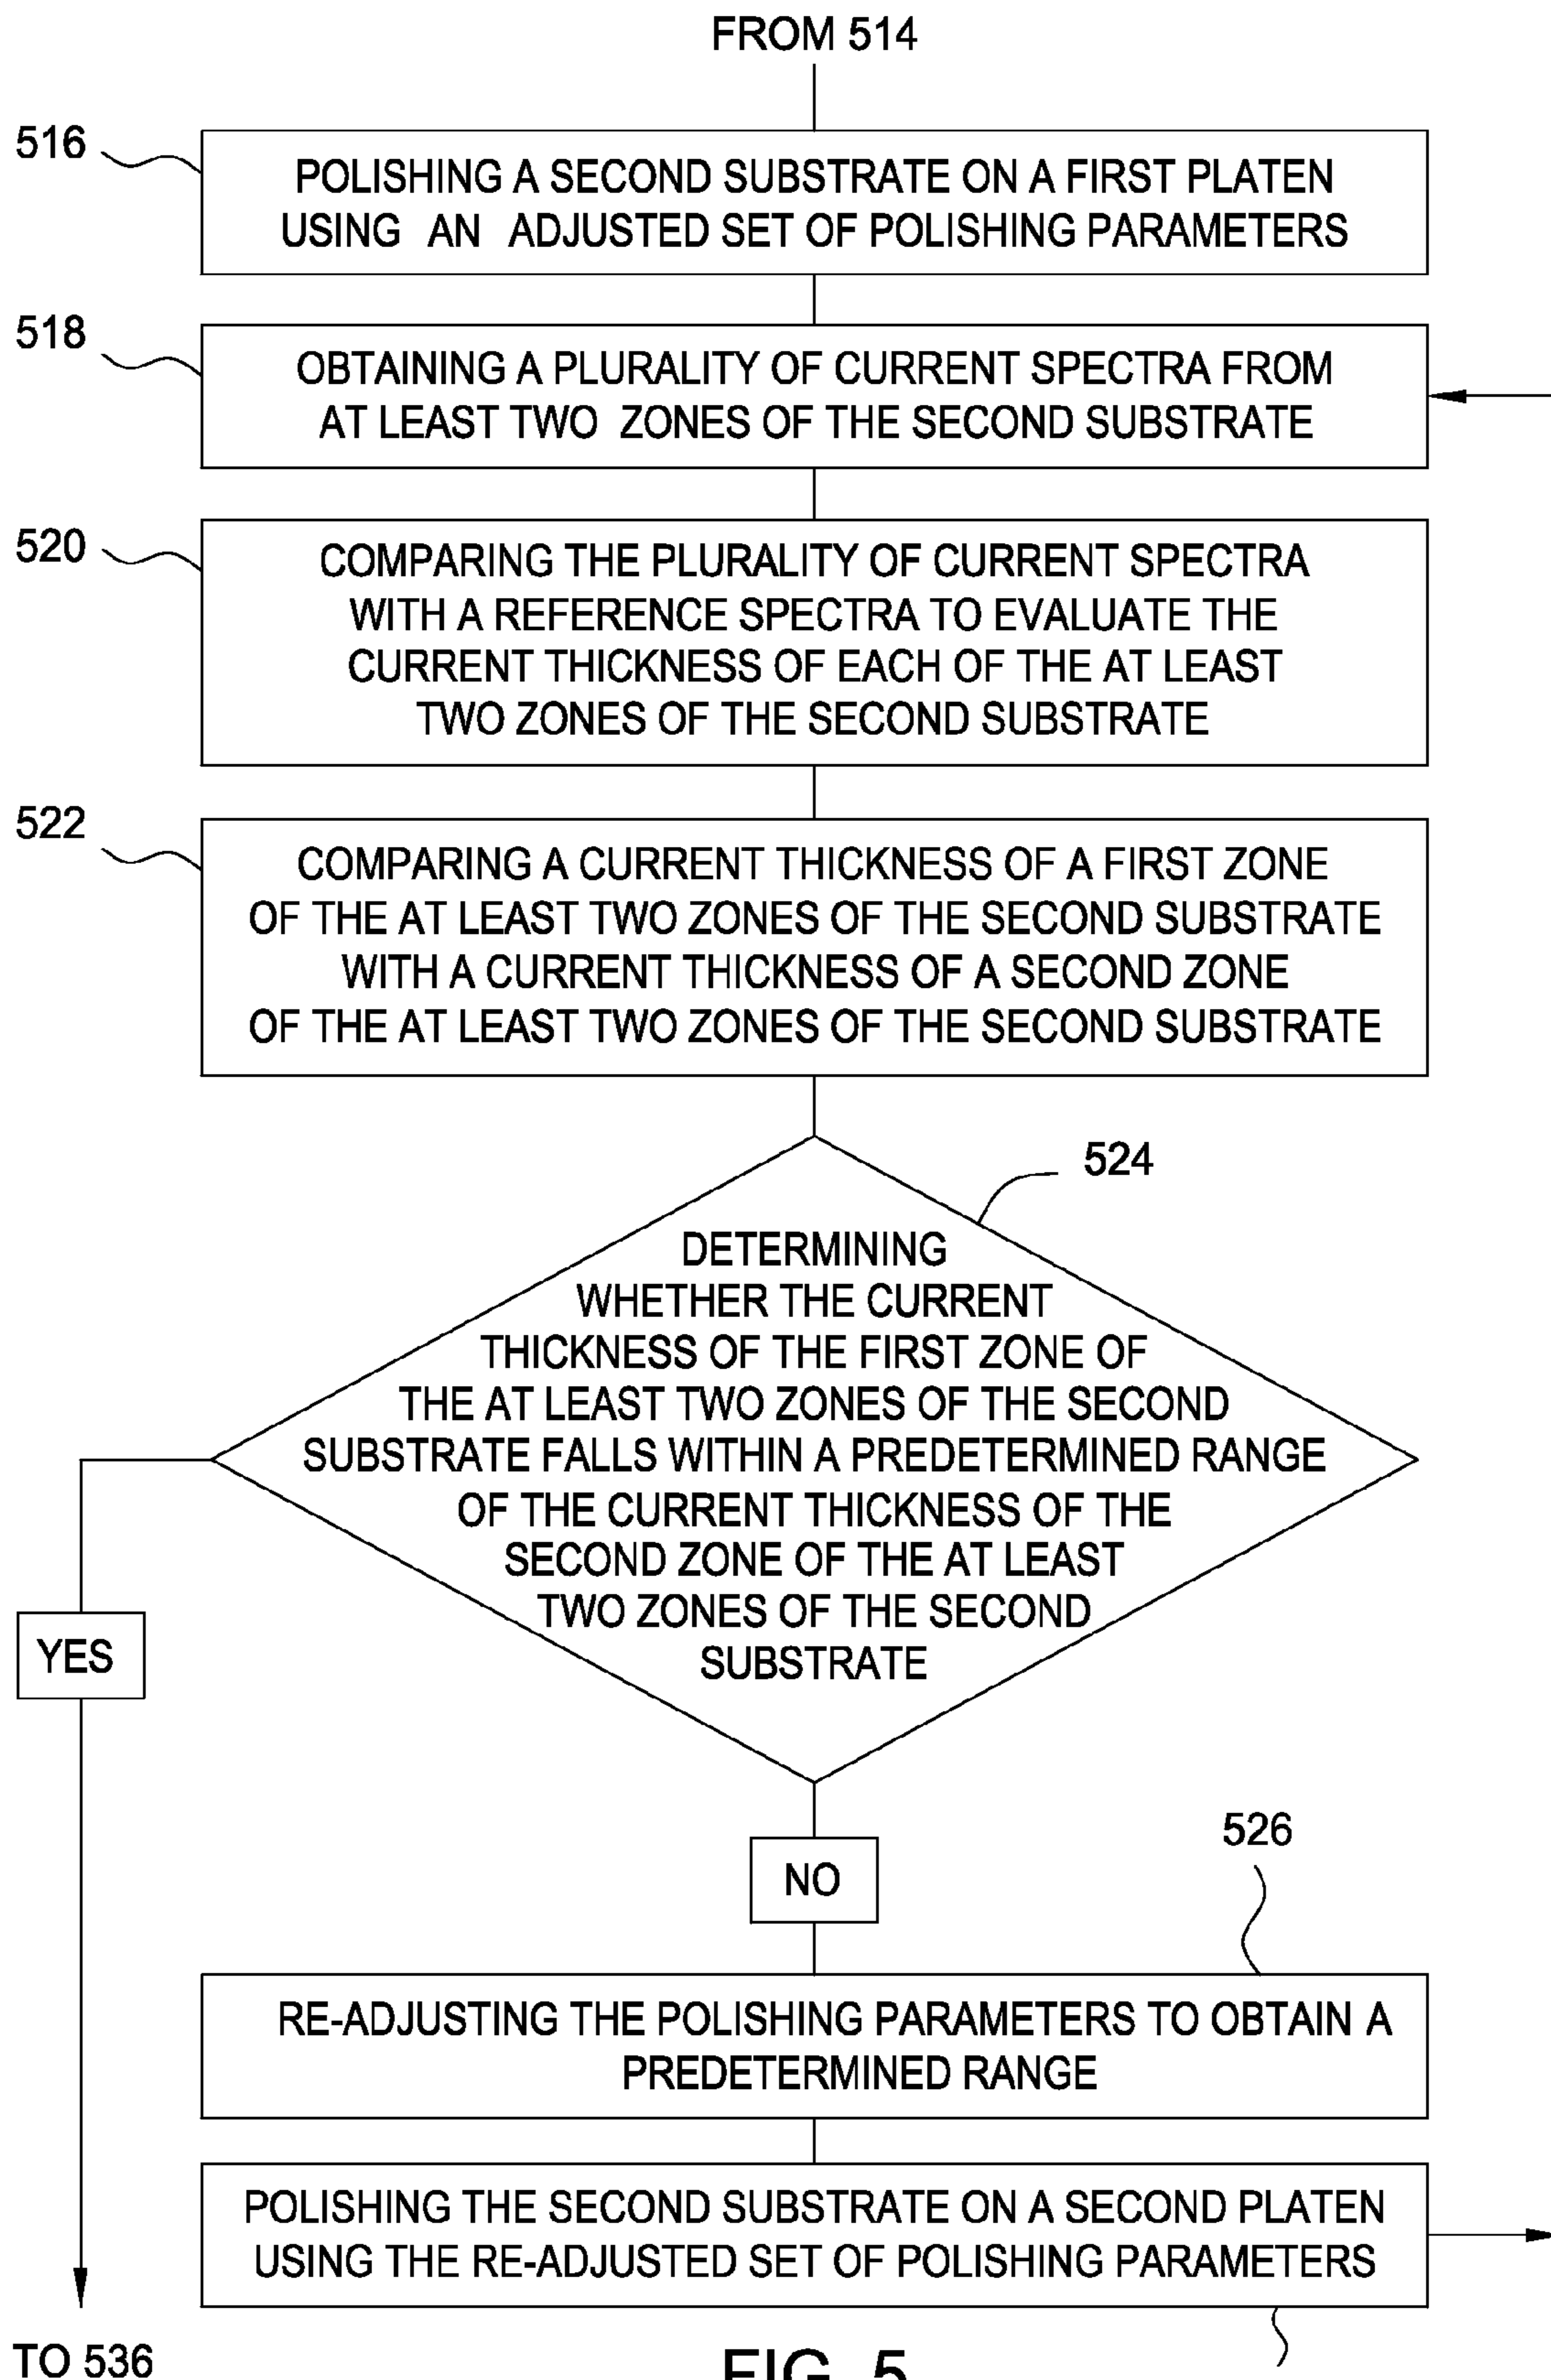 FROM 514
516
POLISHING A SECOND SUBSTRATE ON A FIRST PLATEN
USING AN ADJUSTED SET OF POLISHING PARAMETERS
518
OBTAINING A PLURALITY OF CURRENT SPECTRA FROM
AT LEAST TWO ZONES OF THE SECOND SUBSTRATE
520
COMPARING THE PLURALITY OF CURRENT SPECTRA
WITH A REFERENCE SPECTRA TO EVALUATE THE
CURRENT THICKNESS OF EACH OF THE AT LEAST
TWO ZONES OF THE SECOND SUBSTRATE
522
COMPARING A CURRENT THICKNESS OF A FIRST ZONE
OF THE AT LEAST TWO ZONES OF THE SECOND SUBSTRATE
WITH A CURRENT THICKNESS OF A SECOND ZONE
OF THE AT LEAST TWO ZONES OF THE SECOND SUBSTRATE
524
DETERMINING
WHETHER THE CURRENT
THICKNESS OF THE FIRST ZONE OF
THE AT LEAST TWO ZONES OF THE SECOND
SUBSTRATE FALLS WITHIN A PREDETERMINED RANGE
OF THE CURRENT THICKNESS OF THE
SECOND ZONE OF THE AT LEAST
TWO ZONES OF THE SECOND
SUBSTRATE
YES
NO
526
RE-ADJUSTING THE POLISHING PARAMETERS TO OBTAIN A
PREDETERMINED RANGE
POLISHING THE SECOND SUBSTRATE ON A SECOND PLATEN
USING THE RE-ADJUSTED SET OF POLISHING PARAMETERS
TO 536
FIG. 5